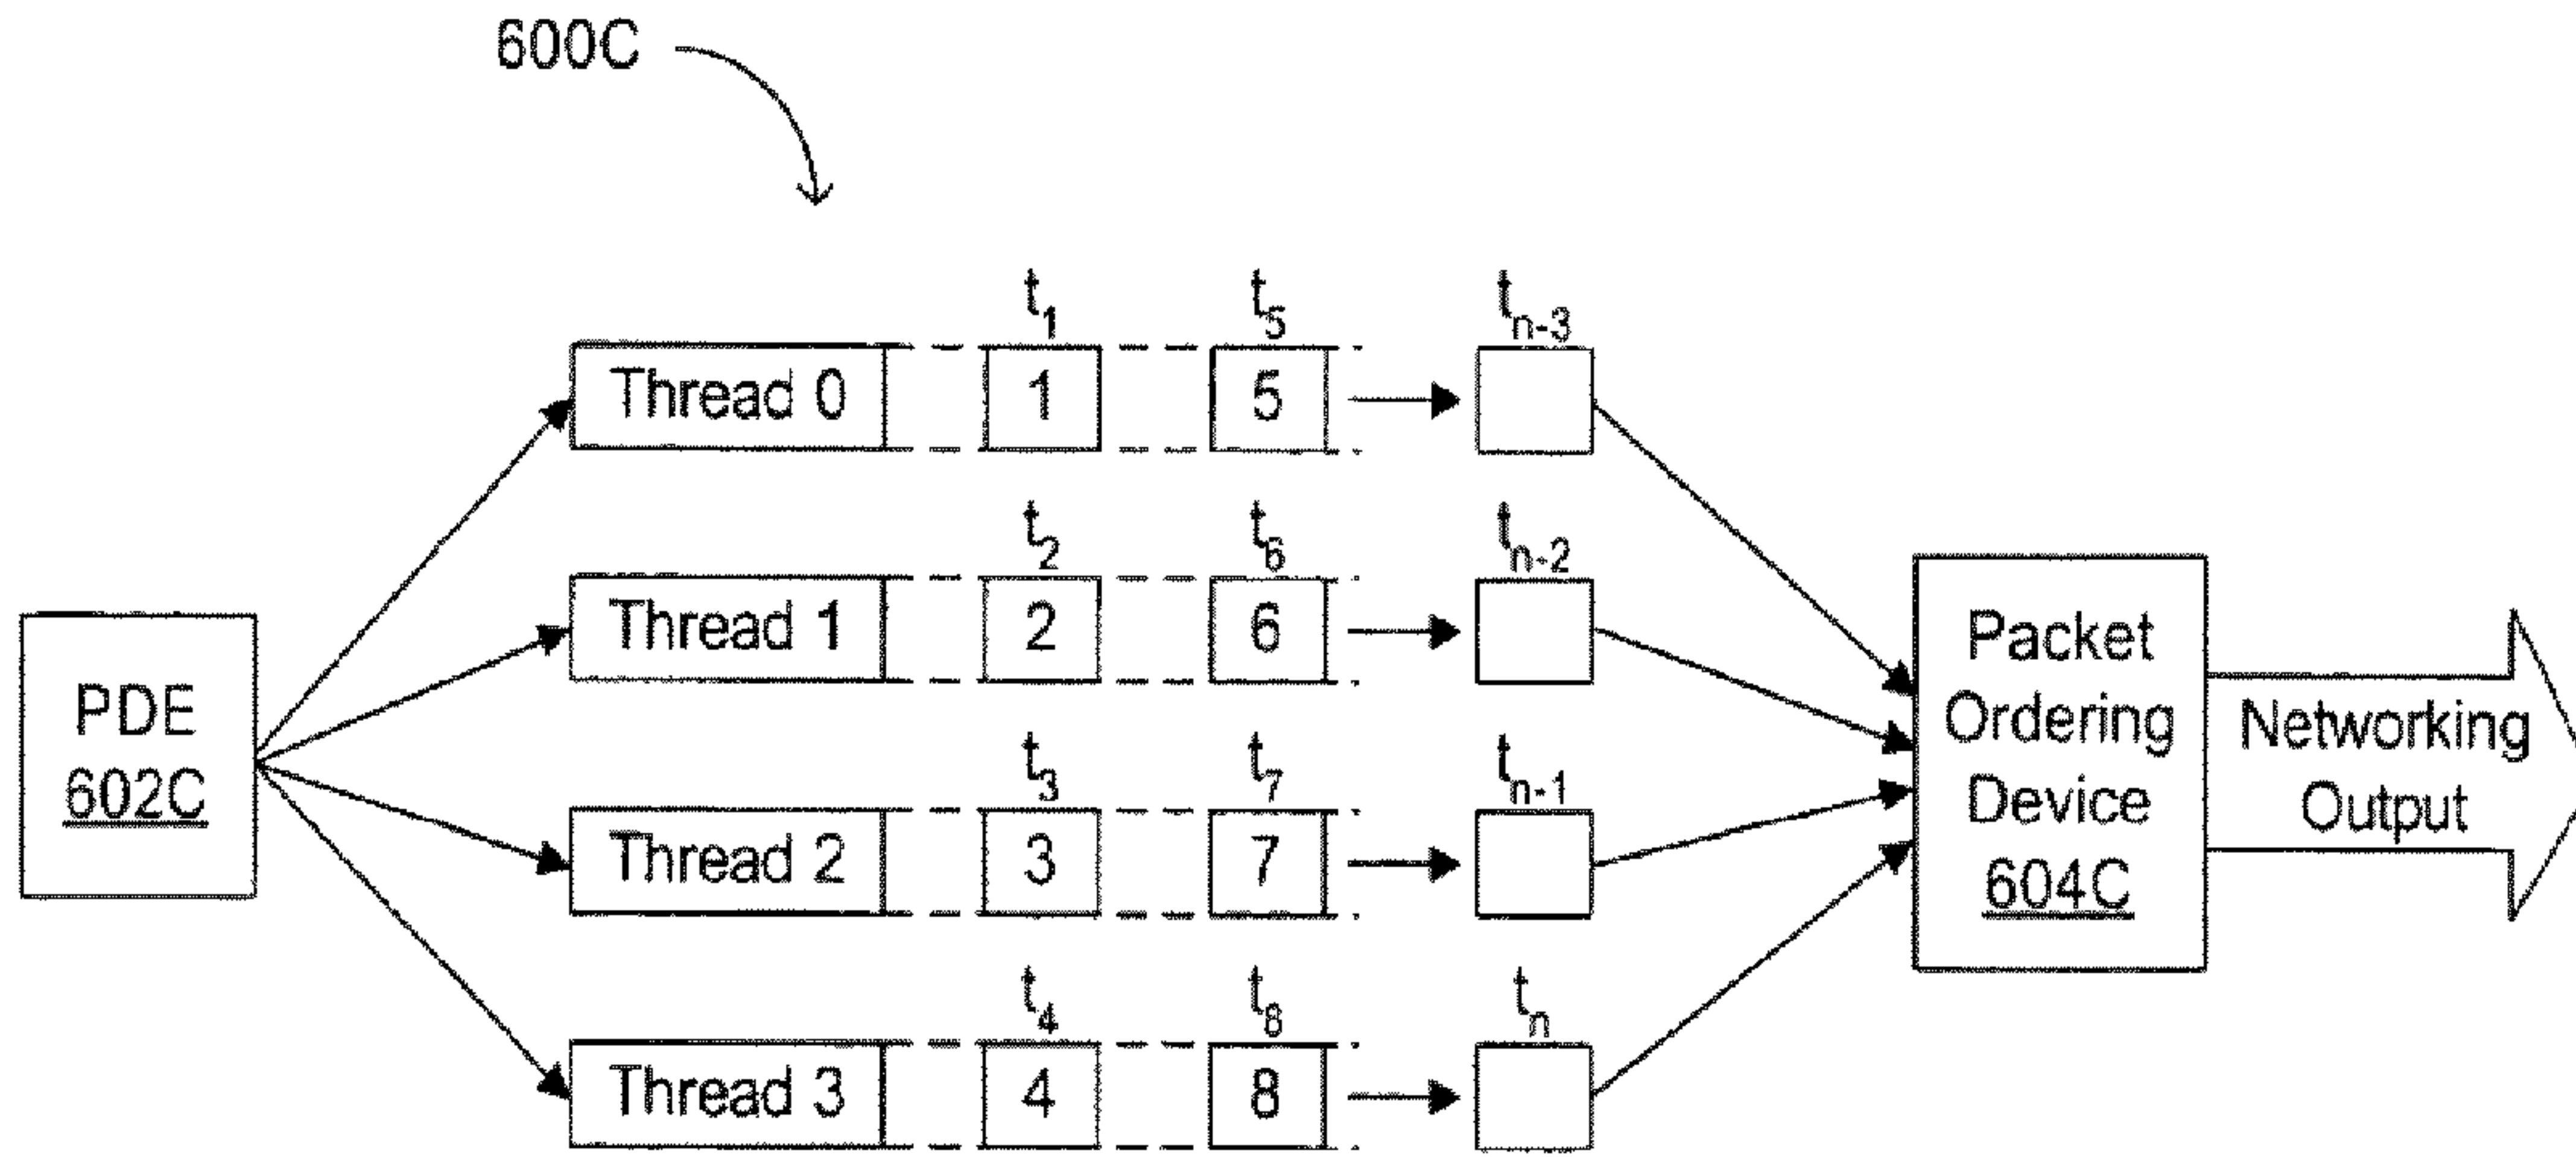 600C
t1 t5 tn-3
Thread 0 1 5
t2 t6 tn-2
Thread 1 2 6
PDE
602C
t3 t7 tn-1
Thread 2 3 7
t4 t8 tn
Thread 3 4 8
Packet
Ordering
Device
604C
Networking
Output